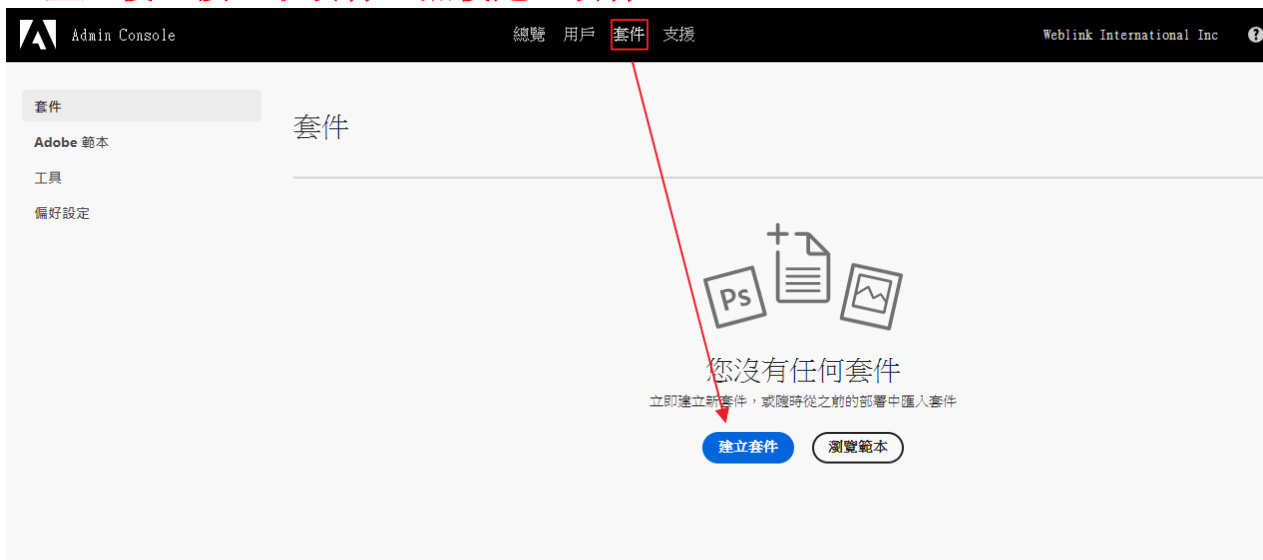 Admin Console 總覽 用戶 套件 支援 Weblink International Inc ?
套件
Adobe 範本
工具
偏好設定
套件
Ps
您沒有任何套件
立即建立新套件，或隨時從之前的部署中匯入套件
建立套件 瀏覽範本